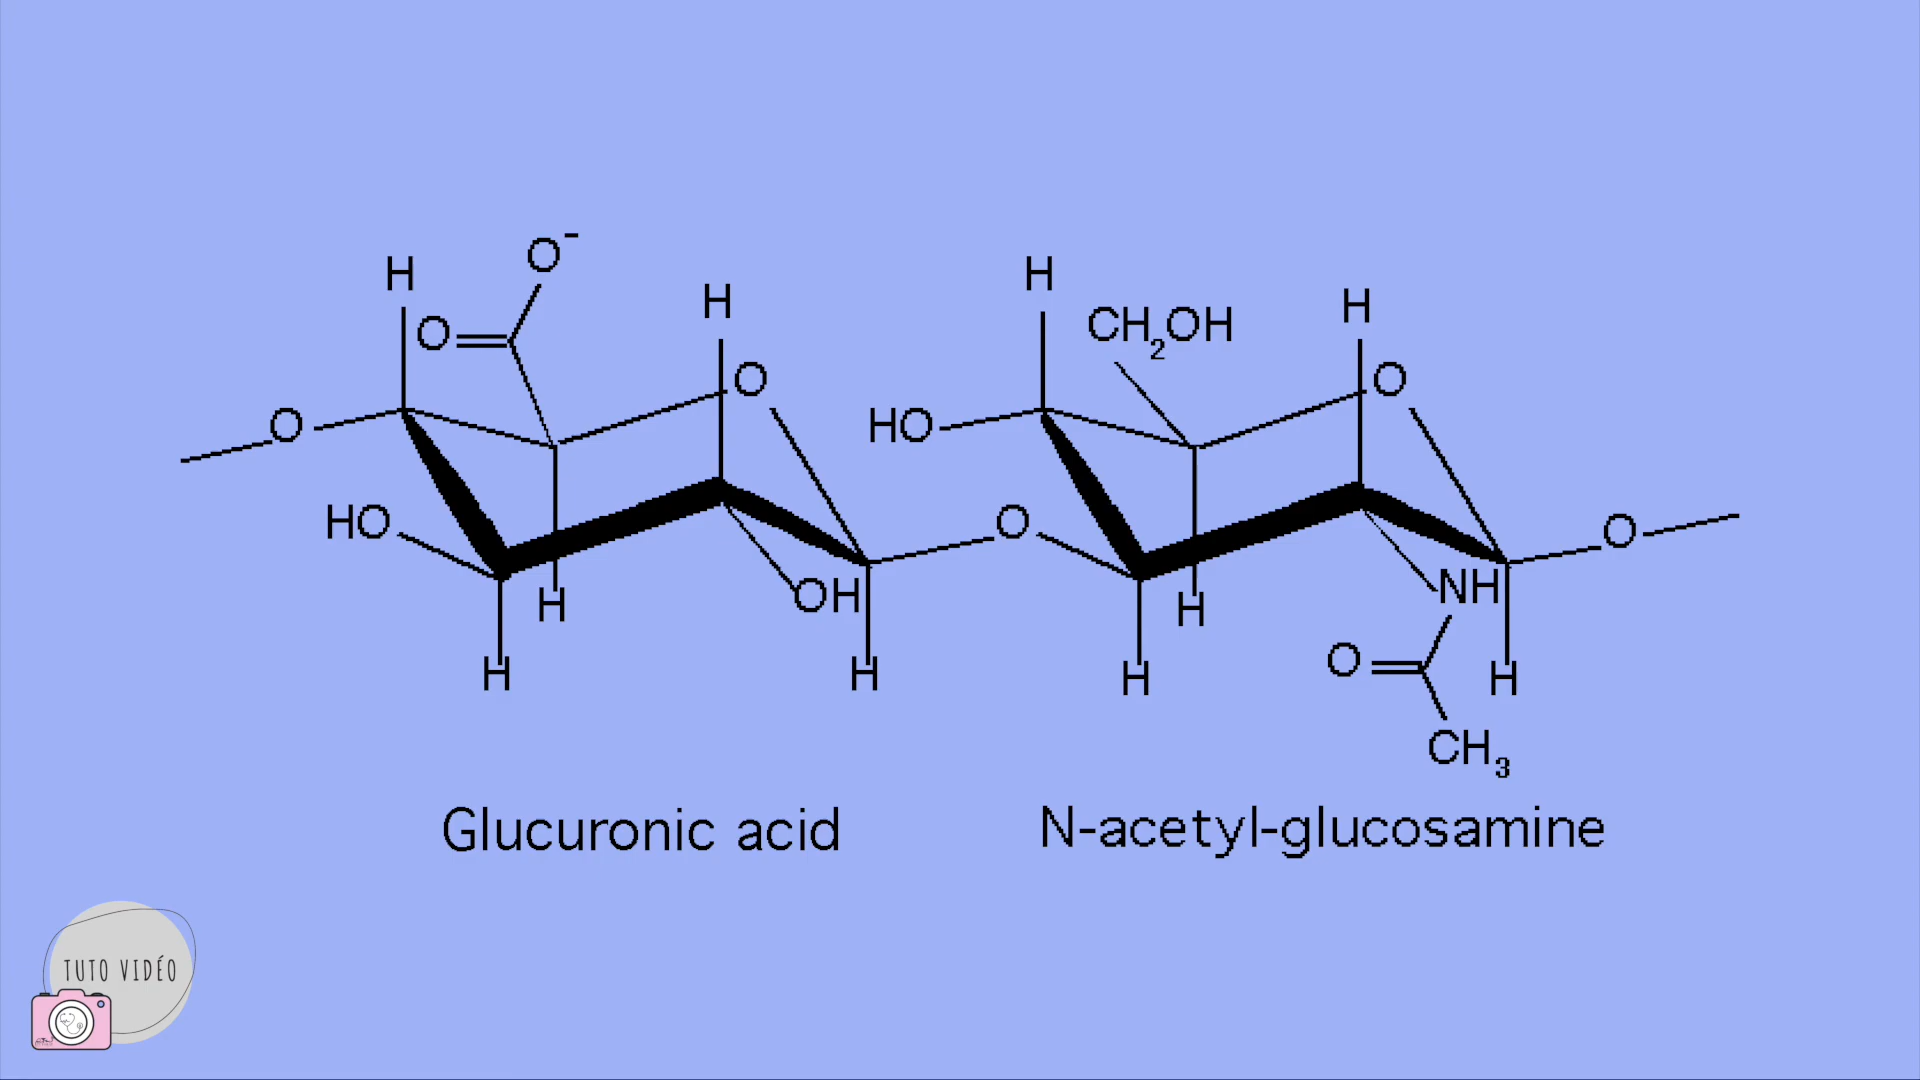 H
O⁻
O
H
O
O
HO
H
OH
H
H
H
CH₂OH
H
O
HO
O
H
H
NH
O
H
CH₃
O
Glucuronic acid
N-acetyl-glucosamine
TUTO VIDÉO